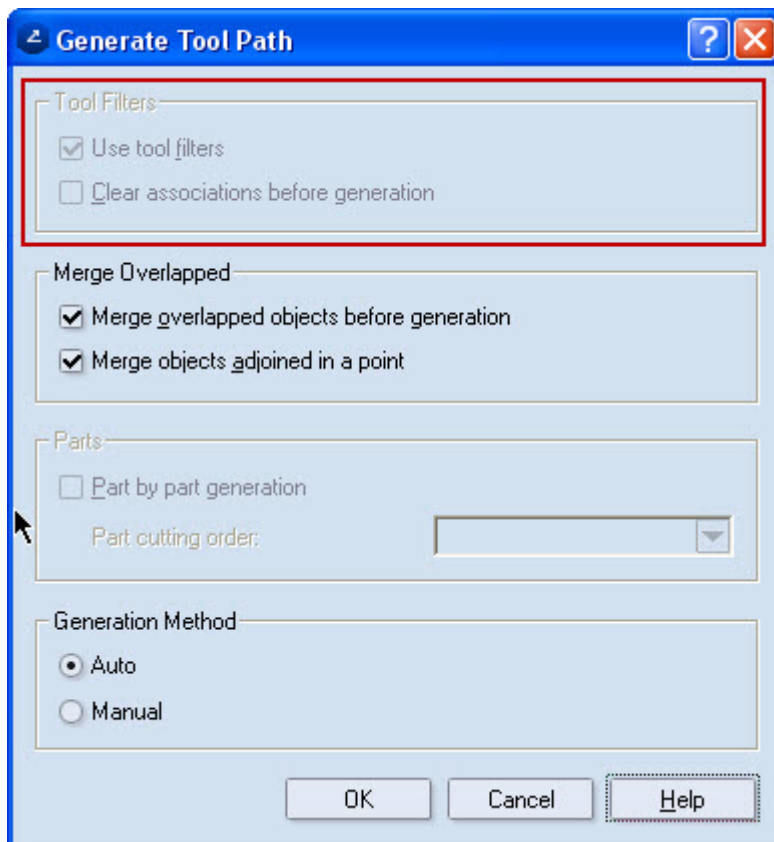 Generate Tool Path
Tool Filters
Use tool filters
Clear associations before generation
Merge Overlapped
Merge overlapped objects before generation
Merge objects adjoined in a point
Parts
Part by part generation
Part cutting order:
Generation Method
Auto
Manual
OK Cancel Help